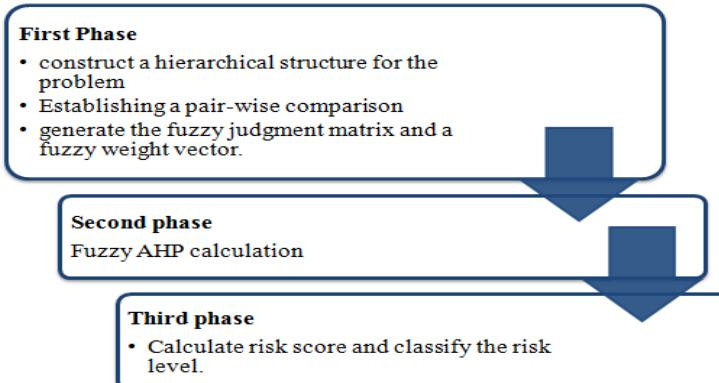 First Phase
• construct a hierarchical structure for the
problem
• Establishing a pair-wise comparison
• generate the fuzzy judgment matrix and a
fuzzy weight vector.
Second phase
Fuzzy AHP calculation
Third phase
• Calculate risk score and classify the risk
level.